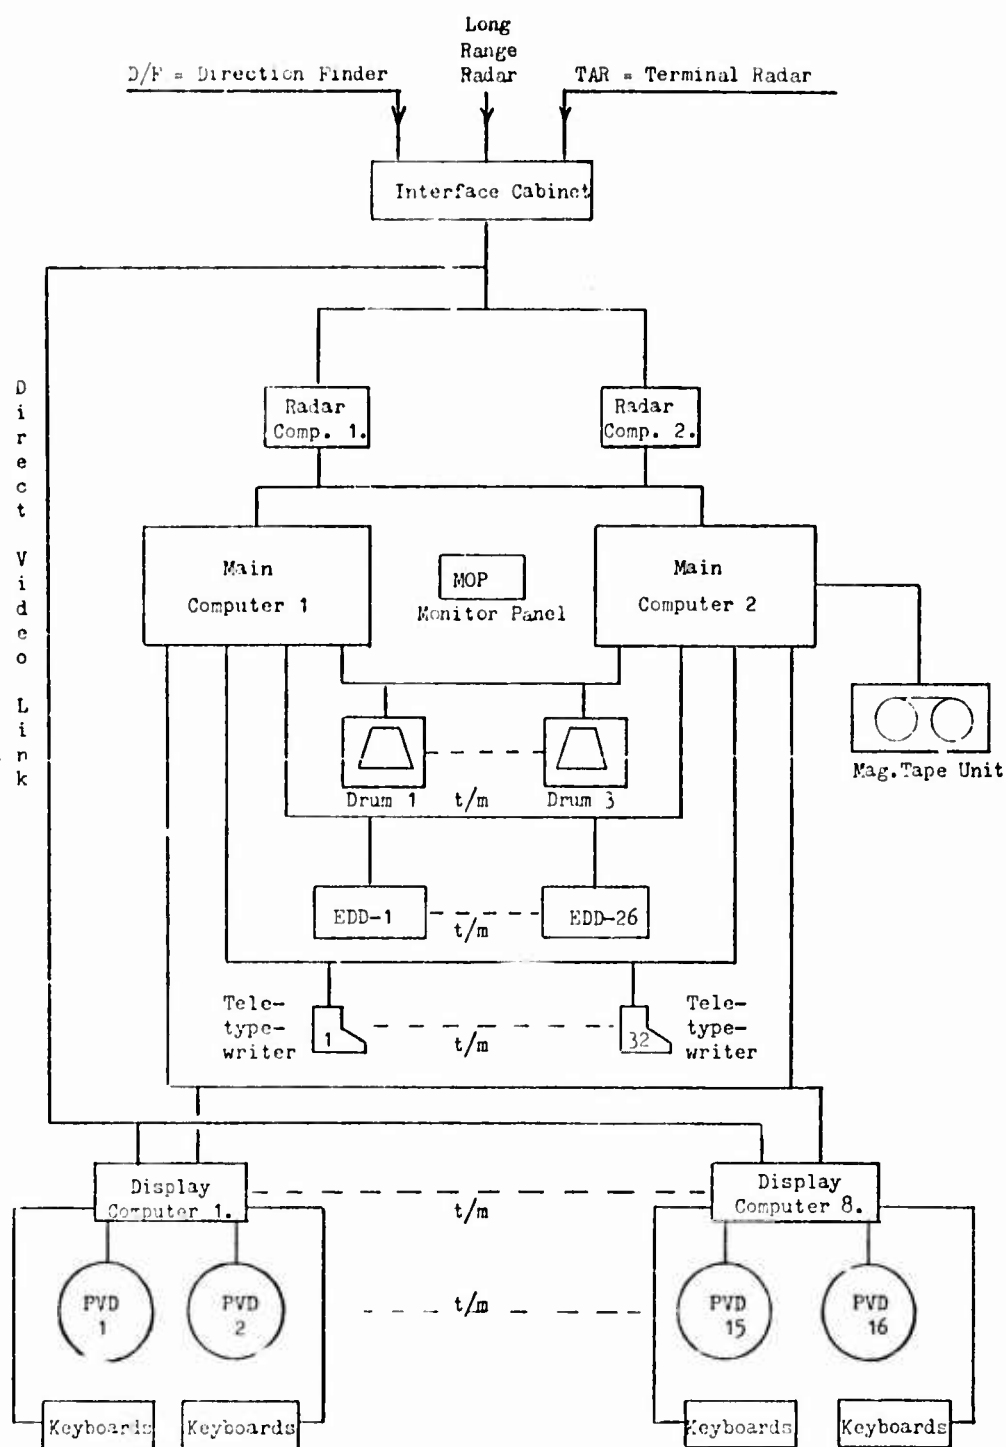 Long
Range
Radar
D/F = Direction Finder
TAR = Terminal Radar
Interface Cabinet
Direct Video Link
Radar
Comp. 1.
Radar
Comp. 2.
Main
Computer 1
MOP
Monitor Panel
Main
Computer 2
Mag.Tape Unit
Drum 1
t/m
Drum 3
EDD-1
t/m
EDD-26
Tele-
type-
writer
1
t/m
32
Tele-
type-
writer
Display
Computer 1.
t/m
Display
Computer 8.
PVD
1
PVD
2
t/m
PVD
15
PVD
16
Keyboards
Keyboards
Keyboards
Keyboards